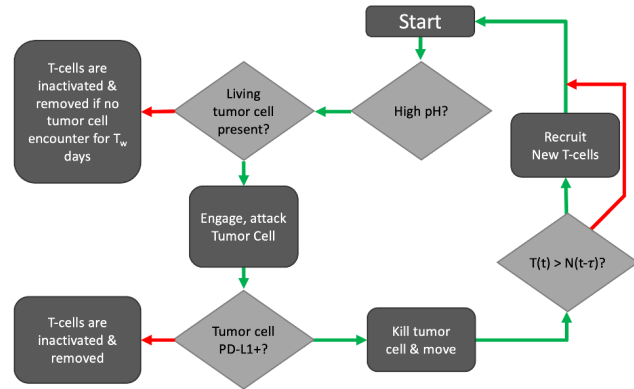 Start
High pH?
Living
tumor cell
present?
T-cells are
inactivated &
removed if no
tumor cell
encounter for Tw
days
Engage, attack
Tumor Cell
Tumor cell
PD-L1+?
T-cells are
inactivated &
removed
Kill tumor
cell & move
T(t) > N(t-τ)?
Recruit
New T-cells